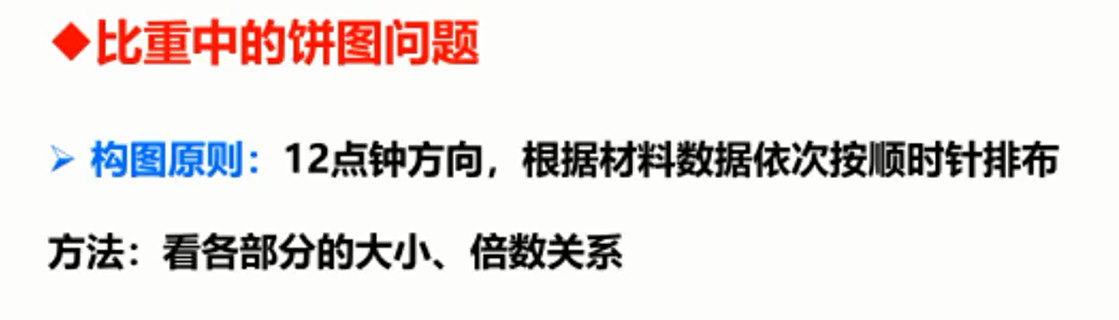 ◆比重中的饼图问题
➢ 构图原则：12点钟方向，根据材料数据依次按顺时针排布
方法：看各部分的大小、倍数关系